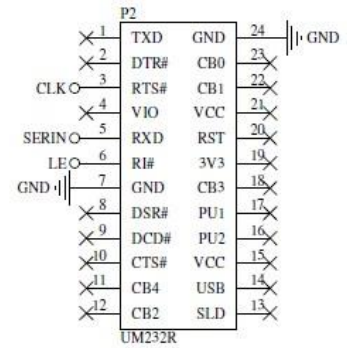 P2
1 TXD GND 24 GND
2 DTR# CB0 23
CLK 3 RTS# CB1 22
4 VIO VCC 21
SERIN 5 RXD RST 20
LE 6 RI# 3V3 19
GND 7 GND CB3 18
8 DSR# PU1 17
9 DCD# PU2 16
10 CTS# VCC 15
11 CB4 USB 14
12 CB2 SLD 13
UM232R